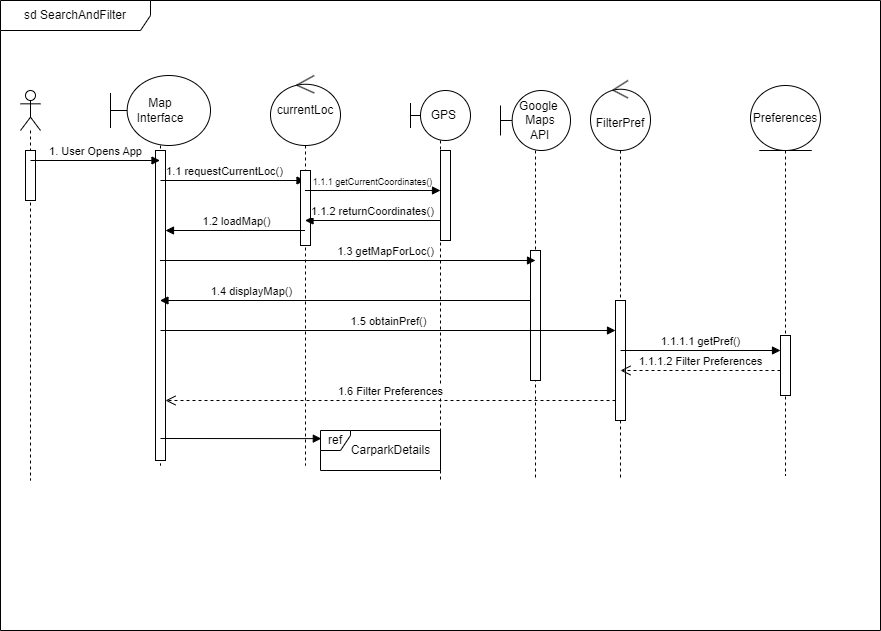 sd SearchAndFilter
Map
Interface
currentLoc
GPS
Google
Maps
API
FilterPref
Preferences
1. User Opens App
1.1 requestCurrentLoc()
1.1.1 getCurrentCoordinates()
1.1.2 returnCoordinates()
1.2 loadMap()
1.3 getMapForLoc()
1.4 displayMap()
1.5 obtainPref()
1.1.1.1 getPref()
1.1.1.2 Filter Preferences
1.6 Filter Preferences
ref
CarparkDetails